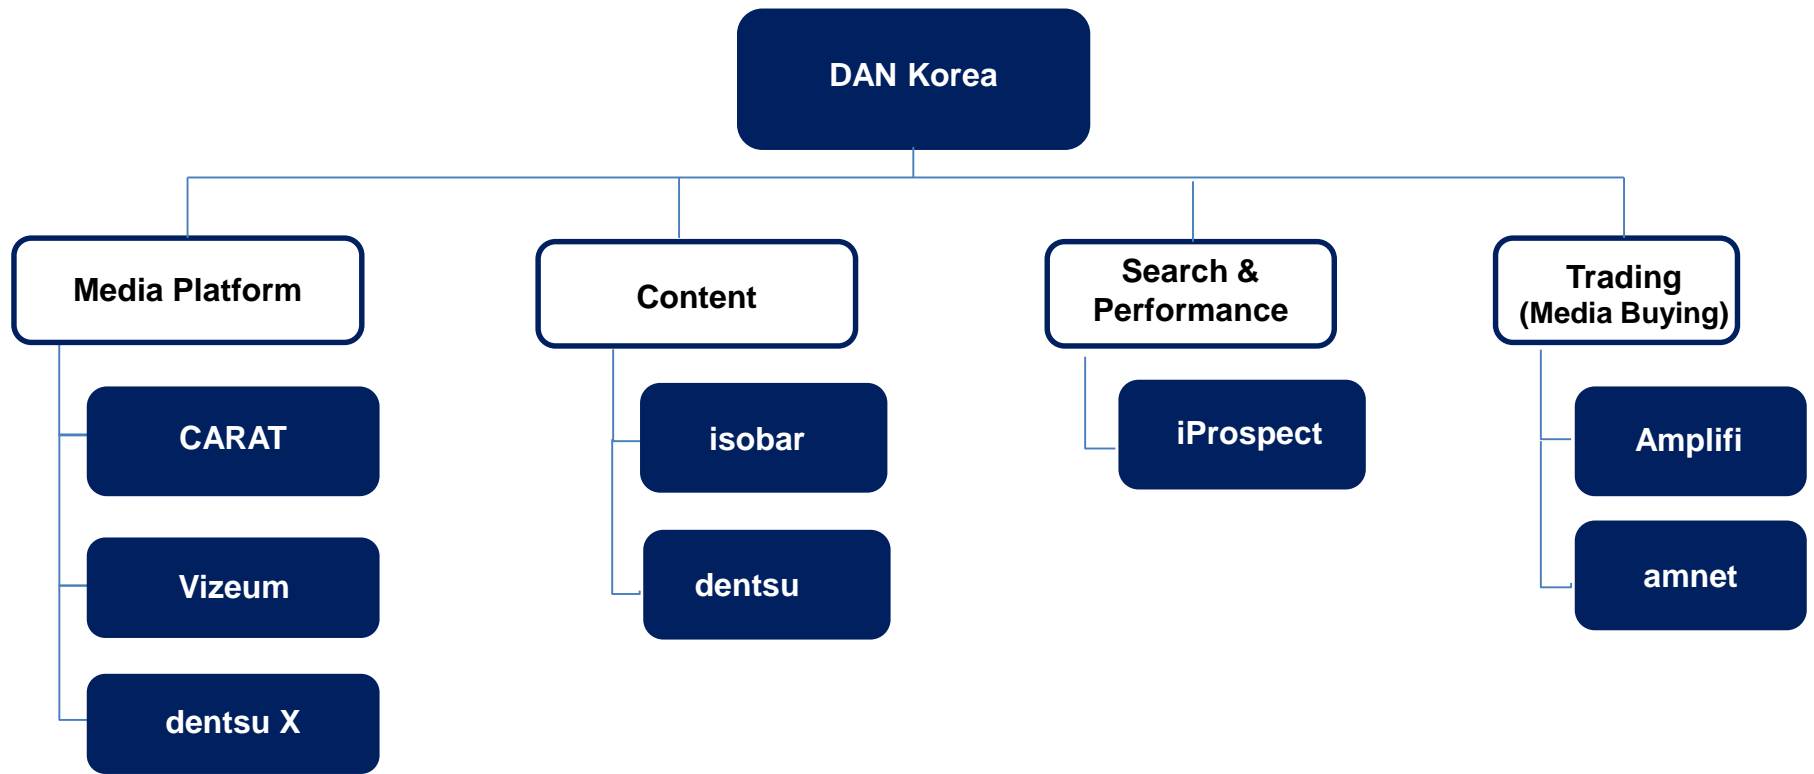 DAN Korea
Media Platform
Content
Search &
Performance
Trading
(Media Buying)
CARAT
Vizeum
dentsu X
isobar
dentsu
iProspect
Amplifi
amnet